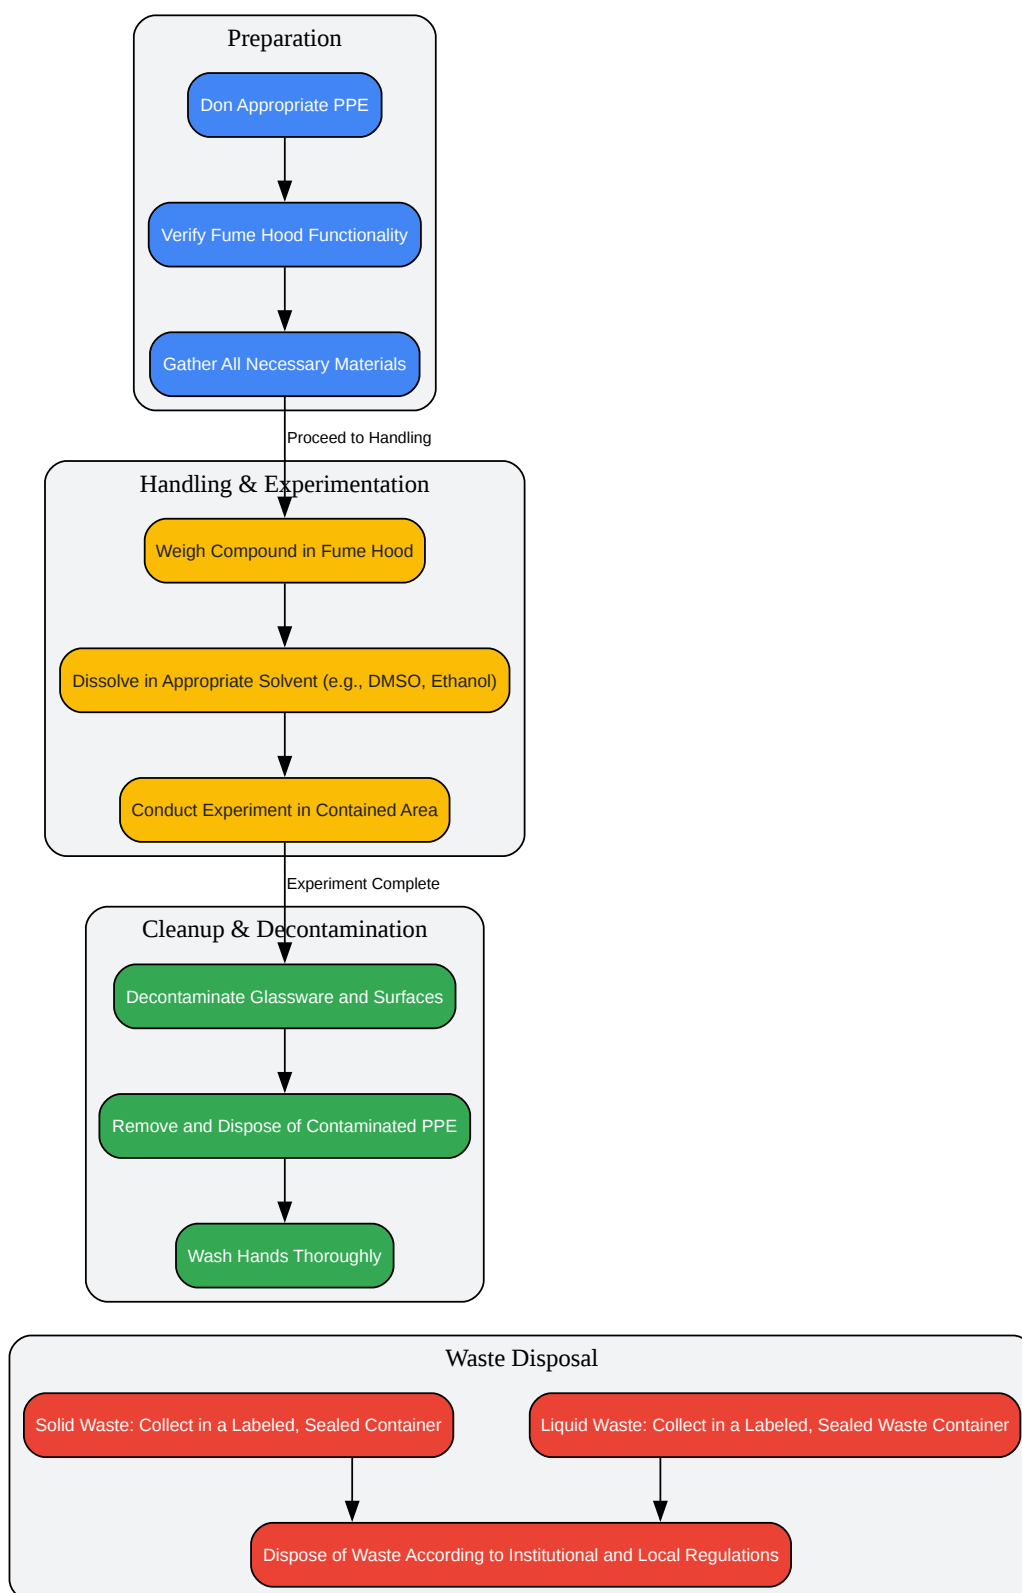 Preparation
Don Appropriate PPE
Verify Fume Hood Functionality
Gather All Necessary Materials
Proceed to Handling
Handling & Experimentation
Weigh Compound in Fume Hood
Dissolve in Appropriate Solvent (e.g., DMSO, Ethanol)
Conduct Experiment in Contained Area
Experiment Complete
Cleanup & Decontamination
Decontaminate Glassware and Surfaces
Remove and Dispose of Contaminated PPE
Wash Hands Thoroughly
Waste Disposal
Solid Waste: Collect in a Labeled, Sealed Container
Liquid Waste: Collect in a Labeled, Sealed Waste Container
Dispose of Waste According to Institutional and Local Regulations